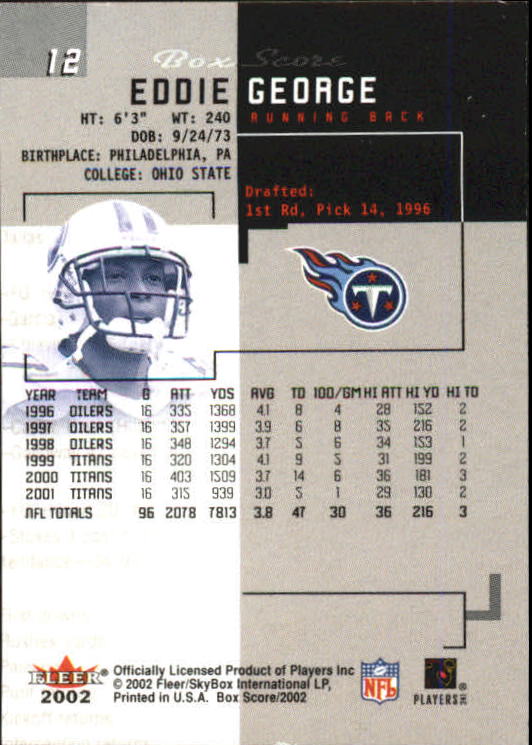 12
Box Score
EDDIE GEORGE
RUNNING BACK
HT: 6'3" WT: 240
DOB: 9/24/73
BIRTHPLACE: PHILADELPHIA, PA
COLLEGE: OHIO STATE
Drafted:
1st Rd, Pick 14, 1996
T
YEAR TEAM G ATT YDS AVG TD 100/GM HI ATT HI YD HI TD
1996 OILERS 16 335 1368 4.1 8 4 28 152 2
1997 OILERS 16 357 1399 3.9 6 8 35 216 2
1998 OILERS 16 348 1294 3.7 5 6 34 153 1
1999 TITANS 16 320 1304 4.1 9 5 31 199 2
2000 TITANS 16 403 1509 3.7 14 6 36 181 3
2001 TITANS 16 315 939 3.0 5 1 29 130 2
NFL TOTALS 96 2078 7813 3.8 47 30 36 216 3
FLEER®
2002
Officially Licensed Product of Players Inc
© 2002 Fleer/SkyBox International LP,
Printed in U.S.A. Box Score/2002
NFL
PLAYERS INC ®
Kickoff returns